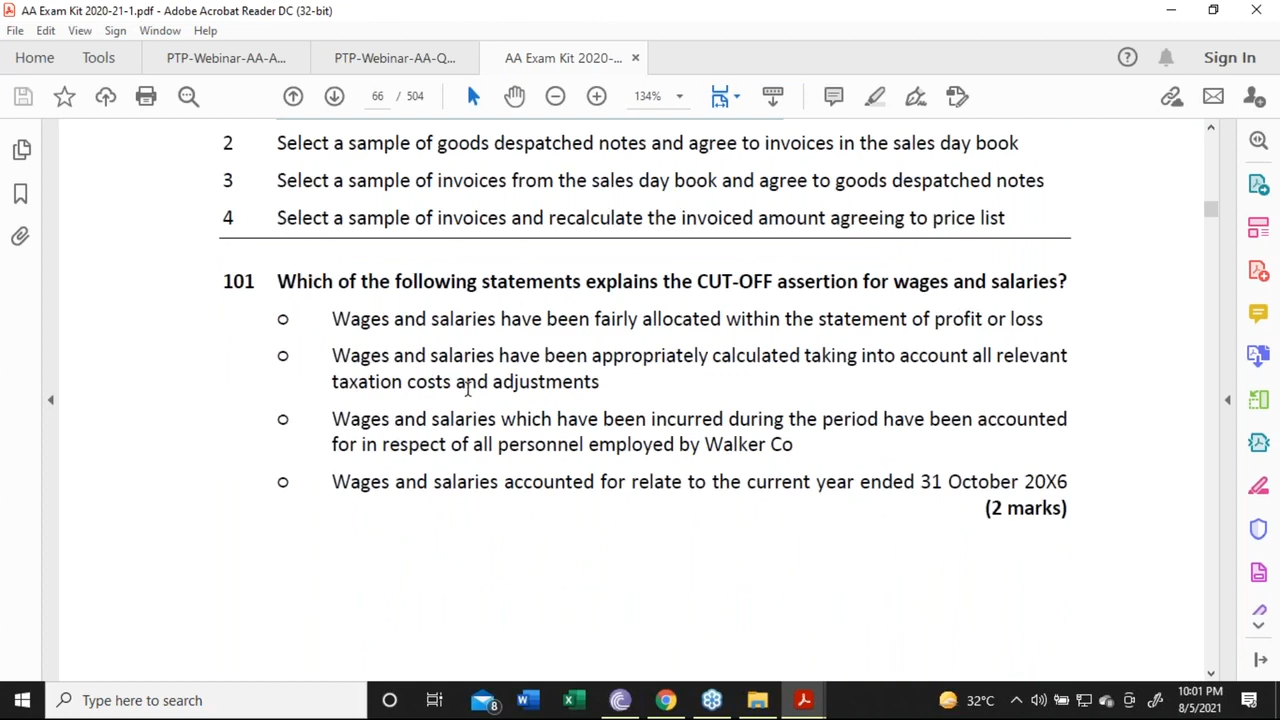 AA Exam Kit 2020-21-1.pdf - Adobe Acrobat Reader DC (32-bit)
File Edit View Sign Window Help
Home Tools PTP-Webinar-AA-A... PTP-Webinar-AA-Q... AA Exam Kit 2020-... Sign In
66 / 504 134%
2 Select a sample of goods despatched notes and agree to invoices in the sales day book
3 Select a sample of invoices from the sales day book and agree to goods despatched notes
4 Select a sample of invoices and recalculate the invoiced amount agreeing to price list
101 Which of the following statements explains the CUT-OFF assertion for wages and salaries?
Wages and salaries have been fairly allocated within the statement of profit or loss
Wages and salaries have been appropriately calculated taking into account all relevant
taxation costs and adjustments
Wages and salaries which have been incurred during the period have been accounted
for in respect of all personnel employed by Walker Co
Wages and salaries accounted for relate to the current year ended 31 October 20X6
(2 marks)
Type here to search
8
32°C
10:01 PM
8/5/2021